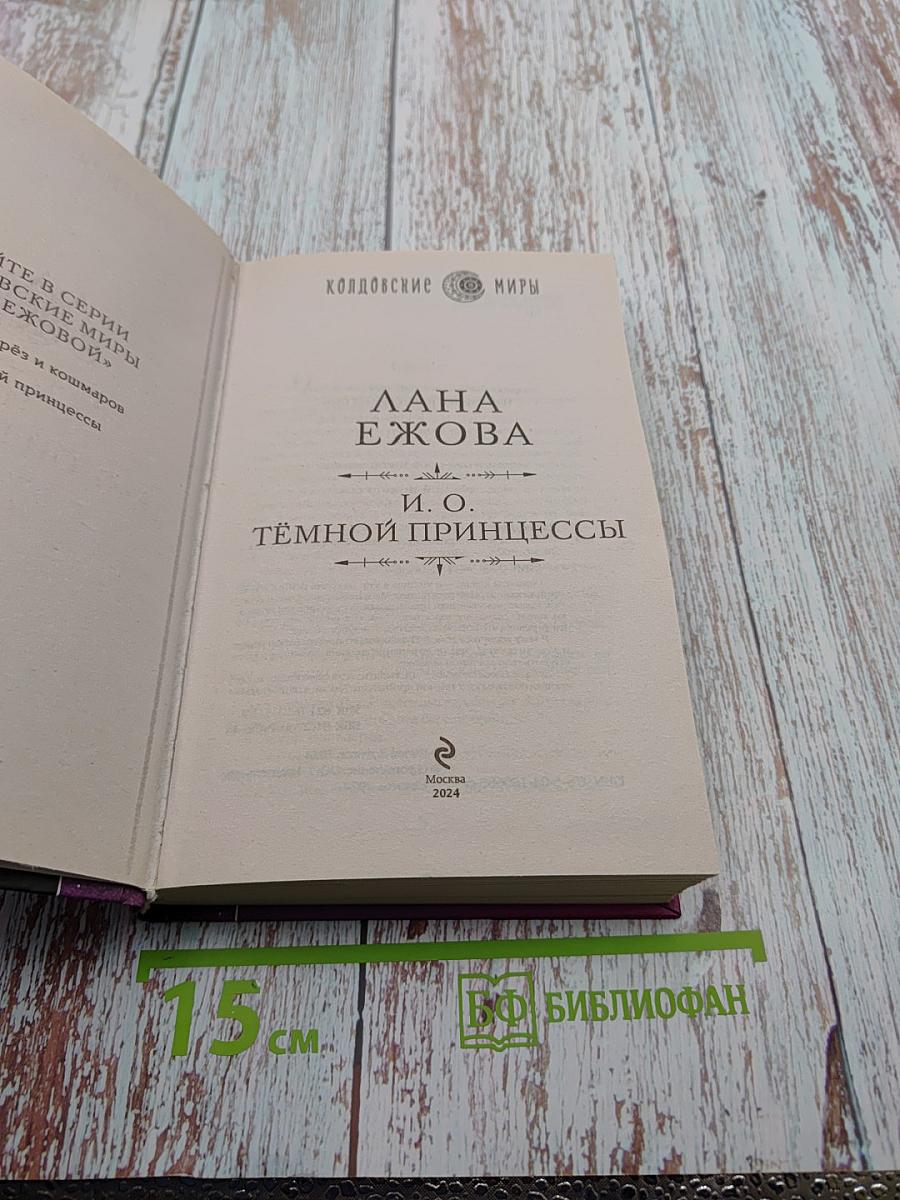 ЙТЕ В СЕРИИ
ВСКИЕ МИРЫ
ЕЖОВОЙ»
рёз и кошмаров
й принцессы
КОЛДОВСКИЕ МИРЫ
ЛАНА
ЕЖОВА
И. О.
ТЁМНОЙ ПРИНЦЕССЫ
Москва
2024
15 см
БФ БИБЛИОФАН